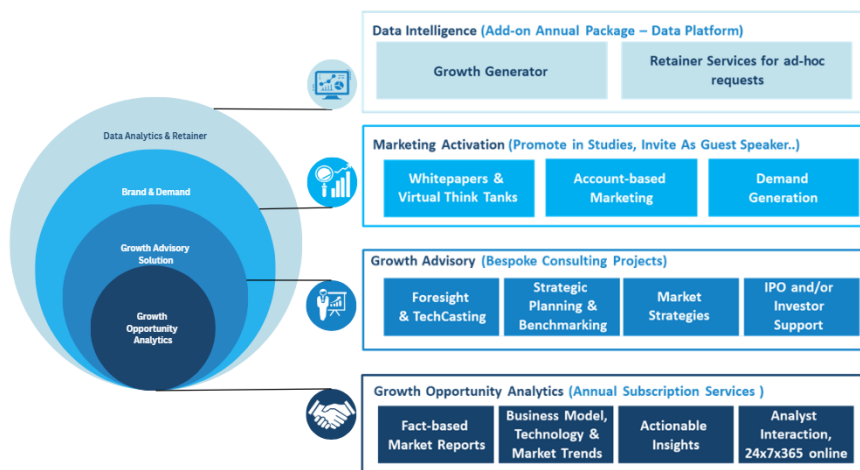 Data Intelligence (Add-on Annual Package – Data Platform)
Growth Generator
Retainer Services for ad-hoc
requests
Data Analytics & Retainer
Marketing Activation (Promote in Studies, Invite As Guest Speaker..)
Whitepapers &
Virtual Think Tanks
Account-based
Marketing
Demand
Generation
Brand & Demand
Growth Advisory
Solution
Growth Advisory (Bespoke Consulting Projects)
Foresight
& TechCasting
Strategic
Planning &
Benchmarking
Market
Strategies
IPO and/or
Investor
Support
Growth
Opportunity
Analytics
Growth Opportunity Analytics (Annual Subscription Services )
Fact-based
Market Reports
Business Model,
Technology &
Market Trends
Actionable
Insights
Analyst
Interaction,
24x7x365 online